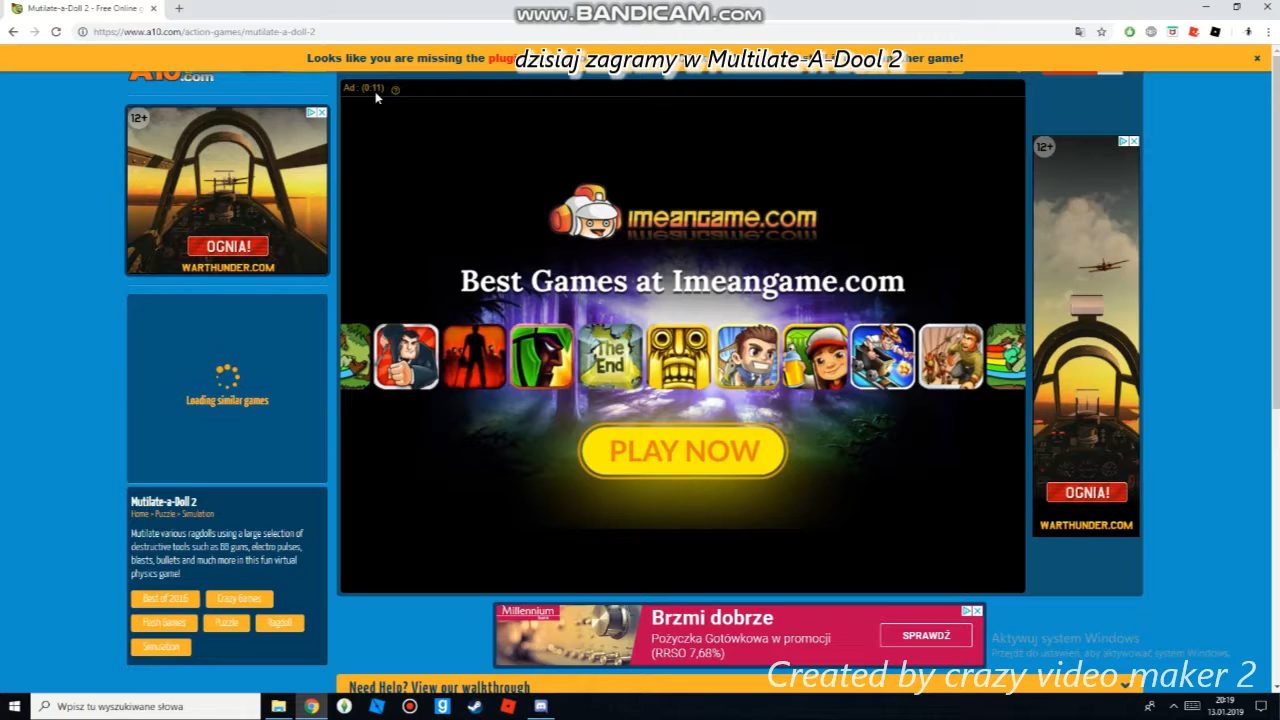 Mutilate-a-Doll 2 - Free Online g
www.BANDICAM.com
https://www.a10.com/action-games/mutilate-a-doll-2
Looks like you are missing the
dzisiaj zagramy w Multilate-A-Dool 2
her game!
.com
Ad : (0:11)
12+
OGNIA!
WARTHUNDER.COM
imeangame.com
Best Games at Imeangame.com
The
End
PLAY NOW
12+
OGNIA!
WARTHUNDER.COM
Loading similar games
Mutilate-a-Doll 2
Home » Puzzle » Simulation
Mutilate various ragdolls using a large selection of
destructive tools such as BB guns, electro pulses,
blasts, bullets and much more in this fun virtual
physics game!
Best of 2016
Crazy Games
Flash Games
Puzzle
Ragdoll
Simulation
Millennium
Brzmi dobrze
Pożyczka Gotówkowa w promocji
(RRSO 7,68%)
SPRAWDŹ
Aktywuj system Windows
Przejdź do ustawień, aby aktywować system Windows.
Need Help? View our walkthrough
Created by crazy video maker 2
Wpisz tu wyszukiwane słowa
20:19
13.01.2019